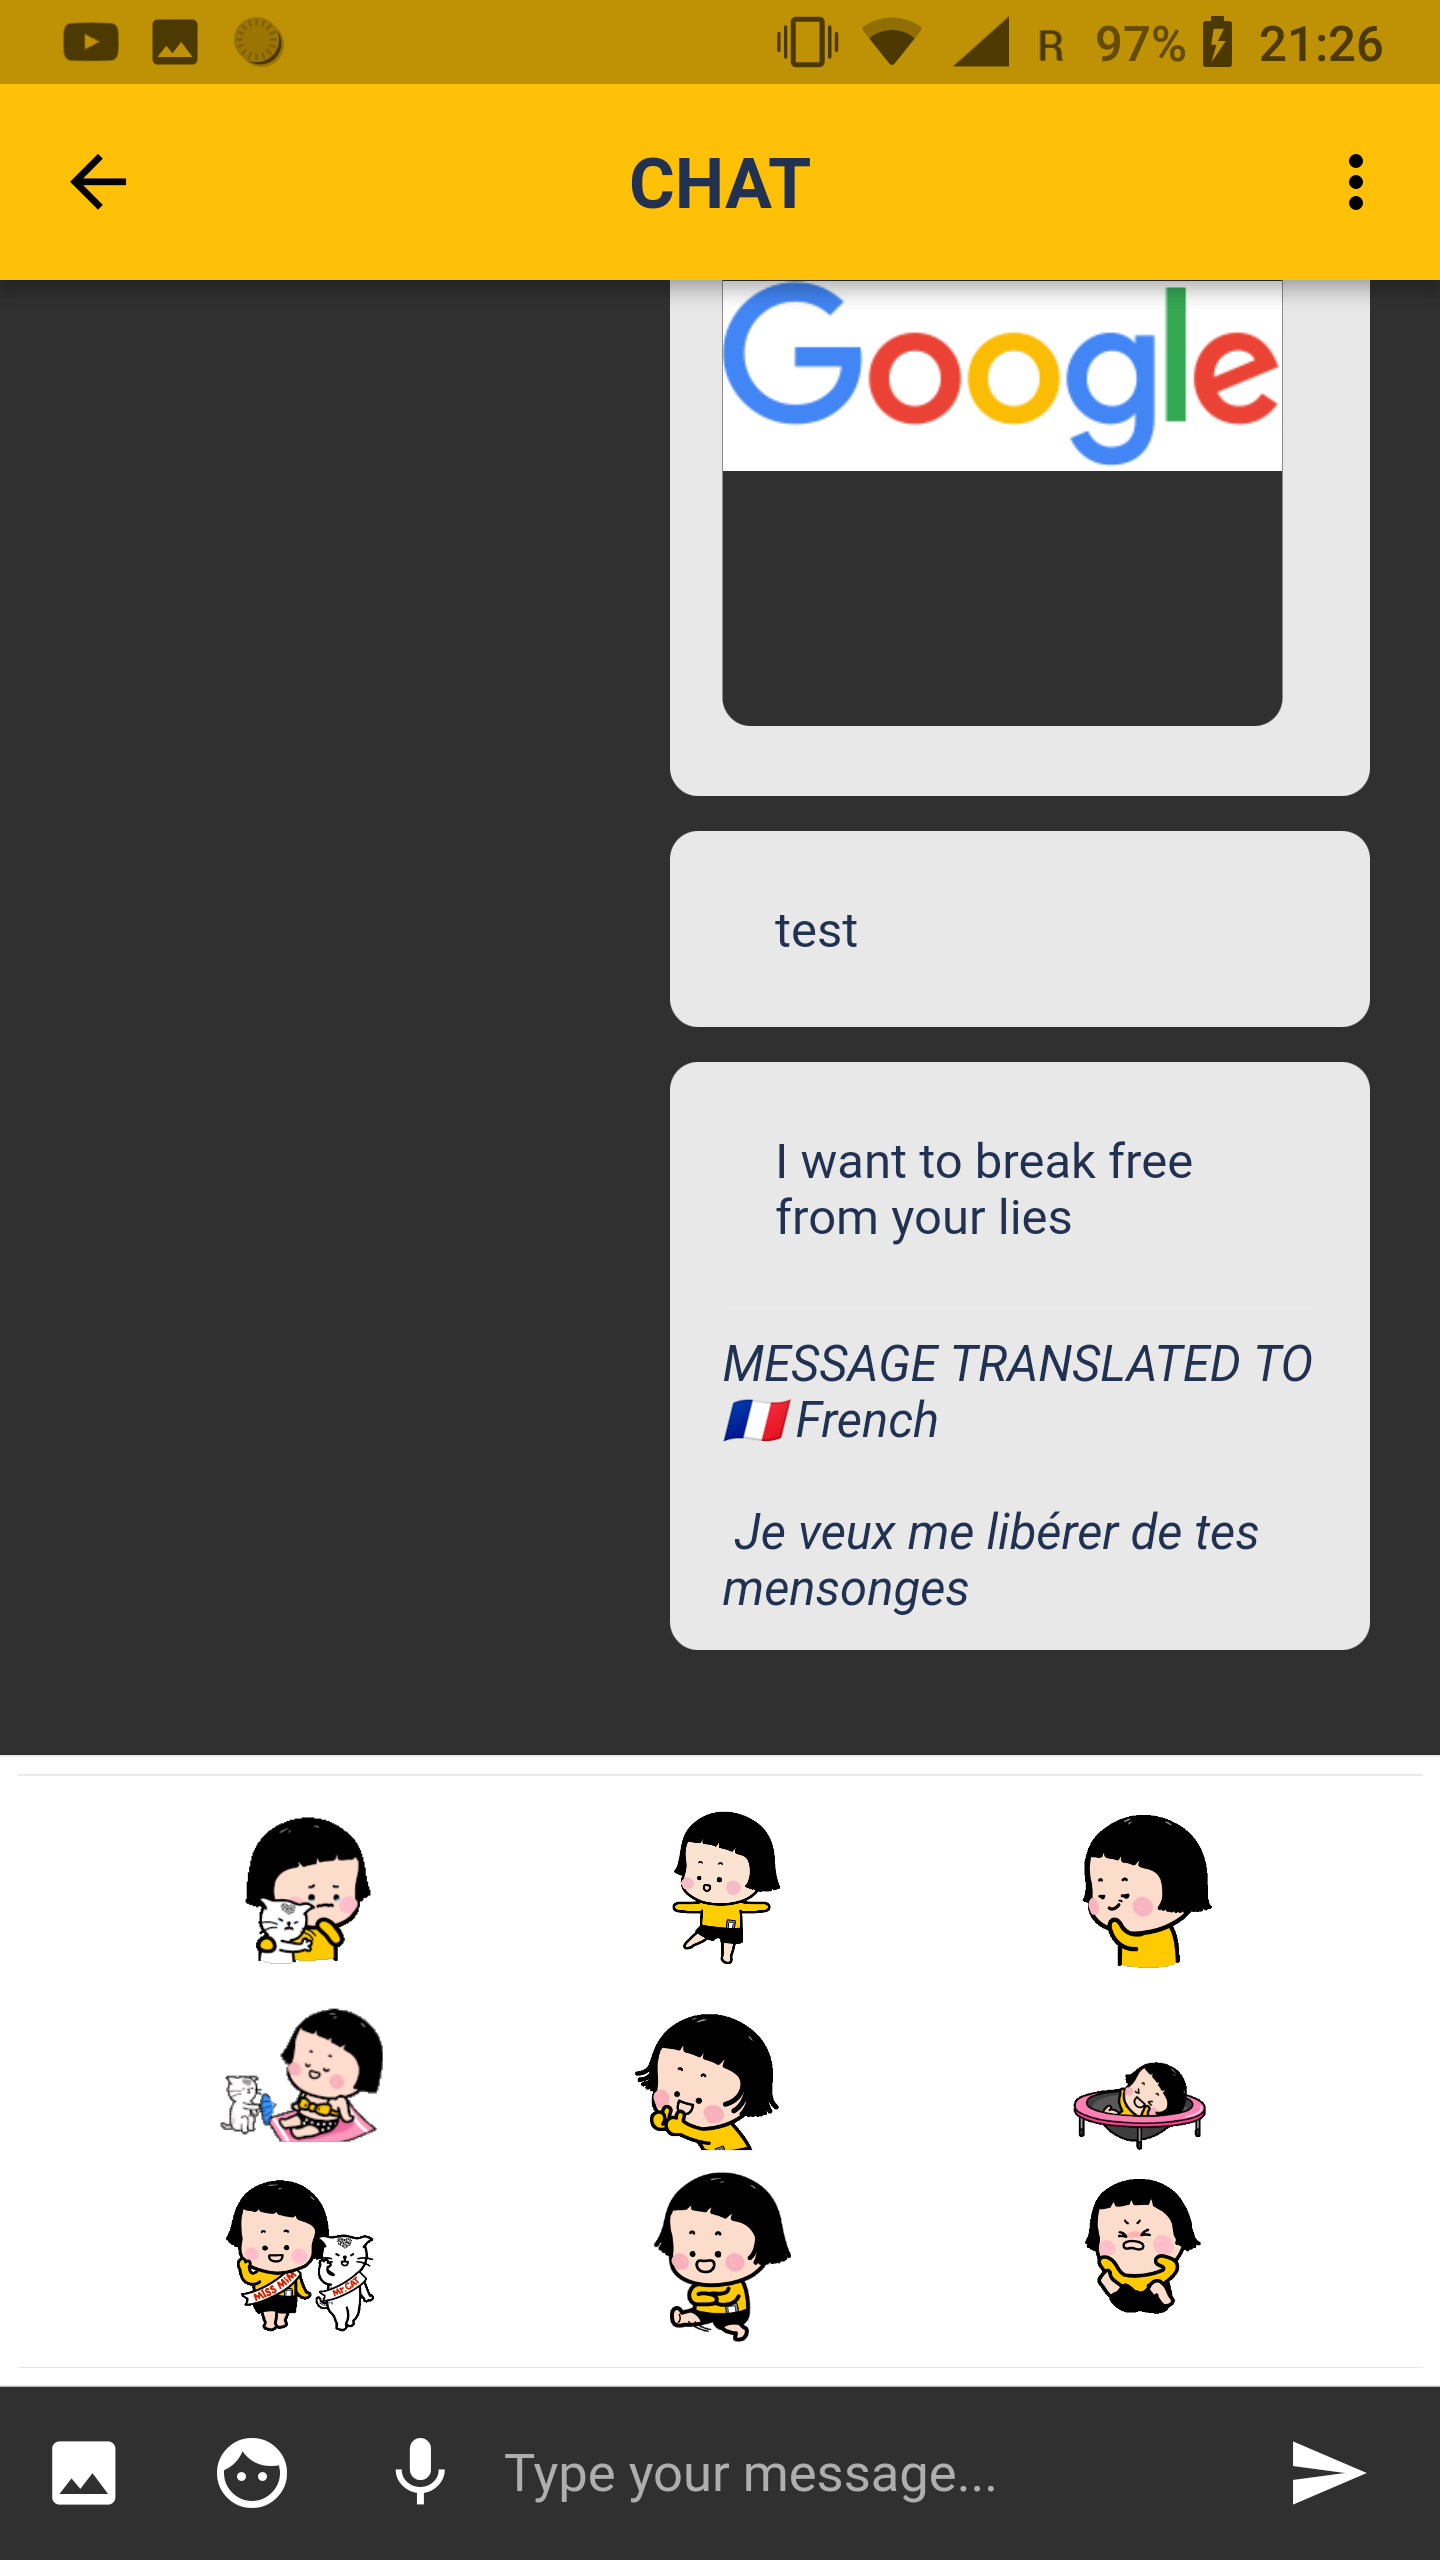 R 97% 21:26
CHAT
Google
test
I want to break free
from your lies
MESSAGE TRANSLATED TO
🇫🇷 French
Je veux me libérer de tes
mensonges
MISS MIM
Mr.CAT
Type your message...